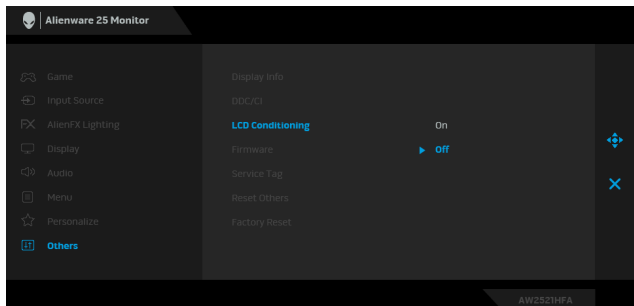 Alienware 25 Monitor
Game
Input Source
AlienFX Lighting
Display
Audio
Menu
Personalize
Others
Display Info
DDC/CI
LCD Conditioning On
Firmware Off
Service Tag
Reset Others
Factory Reset
AW2521HFA